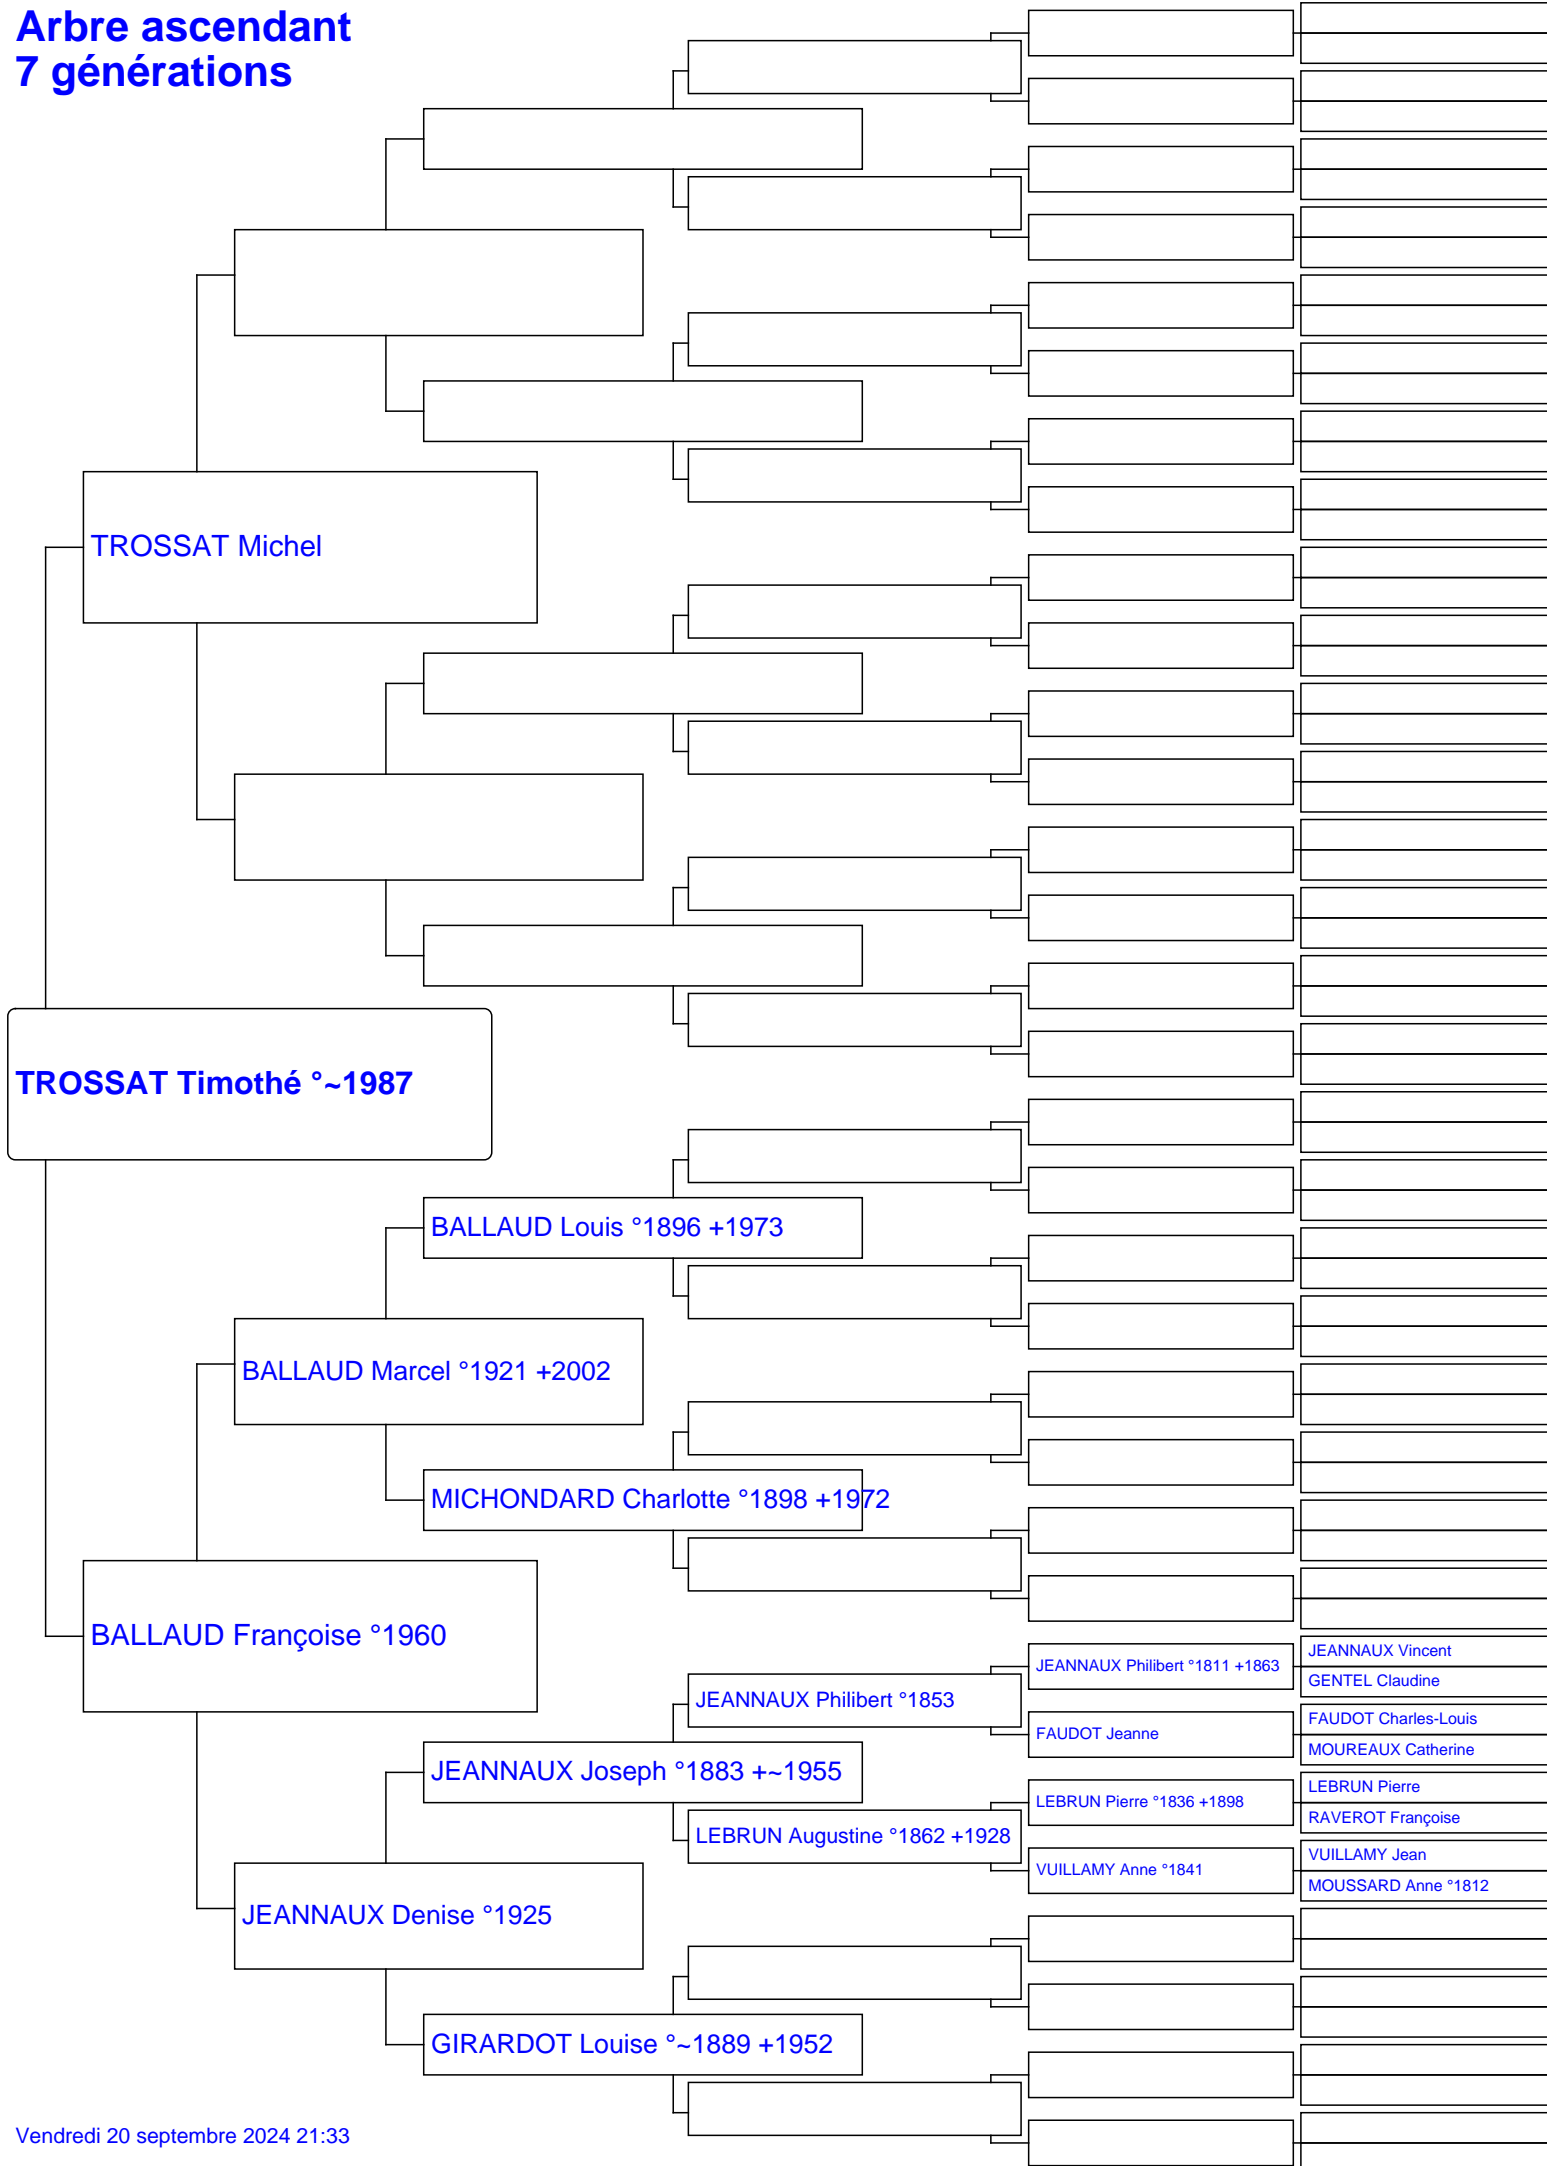 Arbre ascendant
7 générations
TROSSAT Michel
TROSSAT Timothé °~1987
BALLAUD Louis °1896 +1973
BALLAUD Marcel °1921 +2002
MICHONDARD Charlotte °1898 +1972
BALLAUD Françoise °1960
JEANNAUX Vincent
JEANNAUX Philibert °1811 +1863
GENTEL Claudine
JEANNAUX Philibert °1853
FAUDOT Charles-Louis
FAUDOT Jeanne
MOUREAUX Catherine
JEANNAUX Joseph °1883 +~1955
LEBRUN Pierre
LEBRUN Pierre °1836 +1898
RAVEROT Françoise
LEBRUN Augustine °1862 +1928
VUILLAMY Jean
VUILLAMY Anne °1841
MOUSSARD Anne °1812
JEANNAUX Denise °1925
GIRARDOT Louise °~1889 +1952
Vendredi 20 septembre 2024 21:33